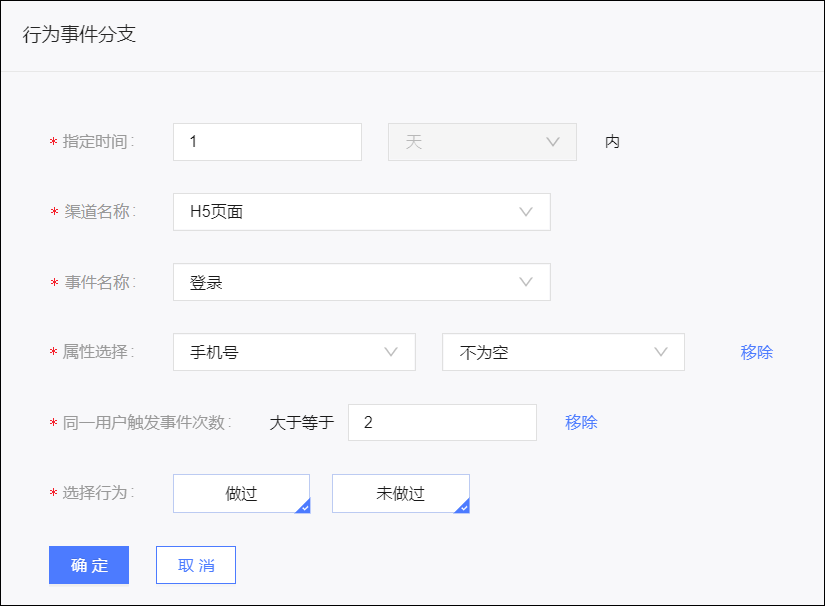 行为事件分支
* 指定时间: 1 天 内
* 渠道名称: H5页面
* 事件名称: 登录
* 属性选择: 手机号 不为空 移除
* 同一用户触发事件次数: 大于等于 2 移除
* 选择行为: 做过 未做过
确 定 取 消